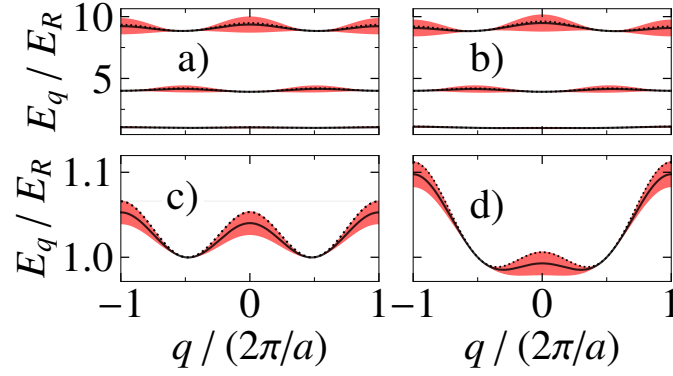 10
5
E_q / E_R
a)
b)
1.1
1.0
E_q / E_R
c)
d)
−1 0 1 −1 0 1
q / (2π/a) q / (2π/a)